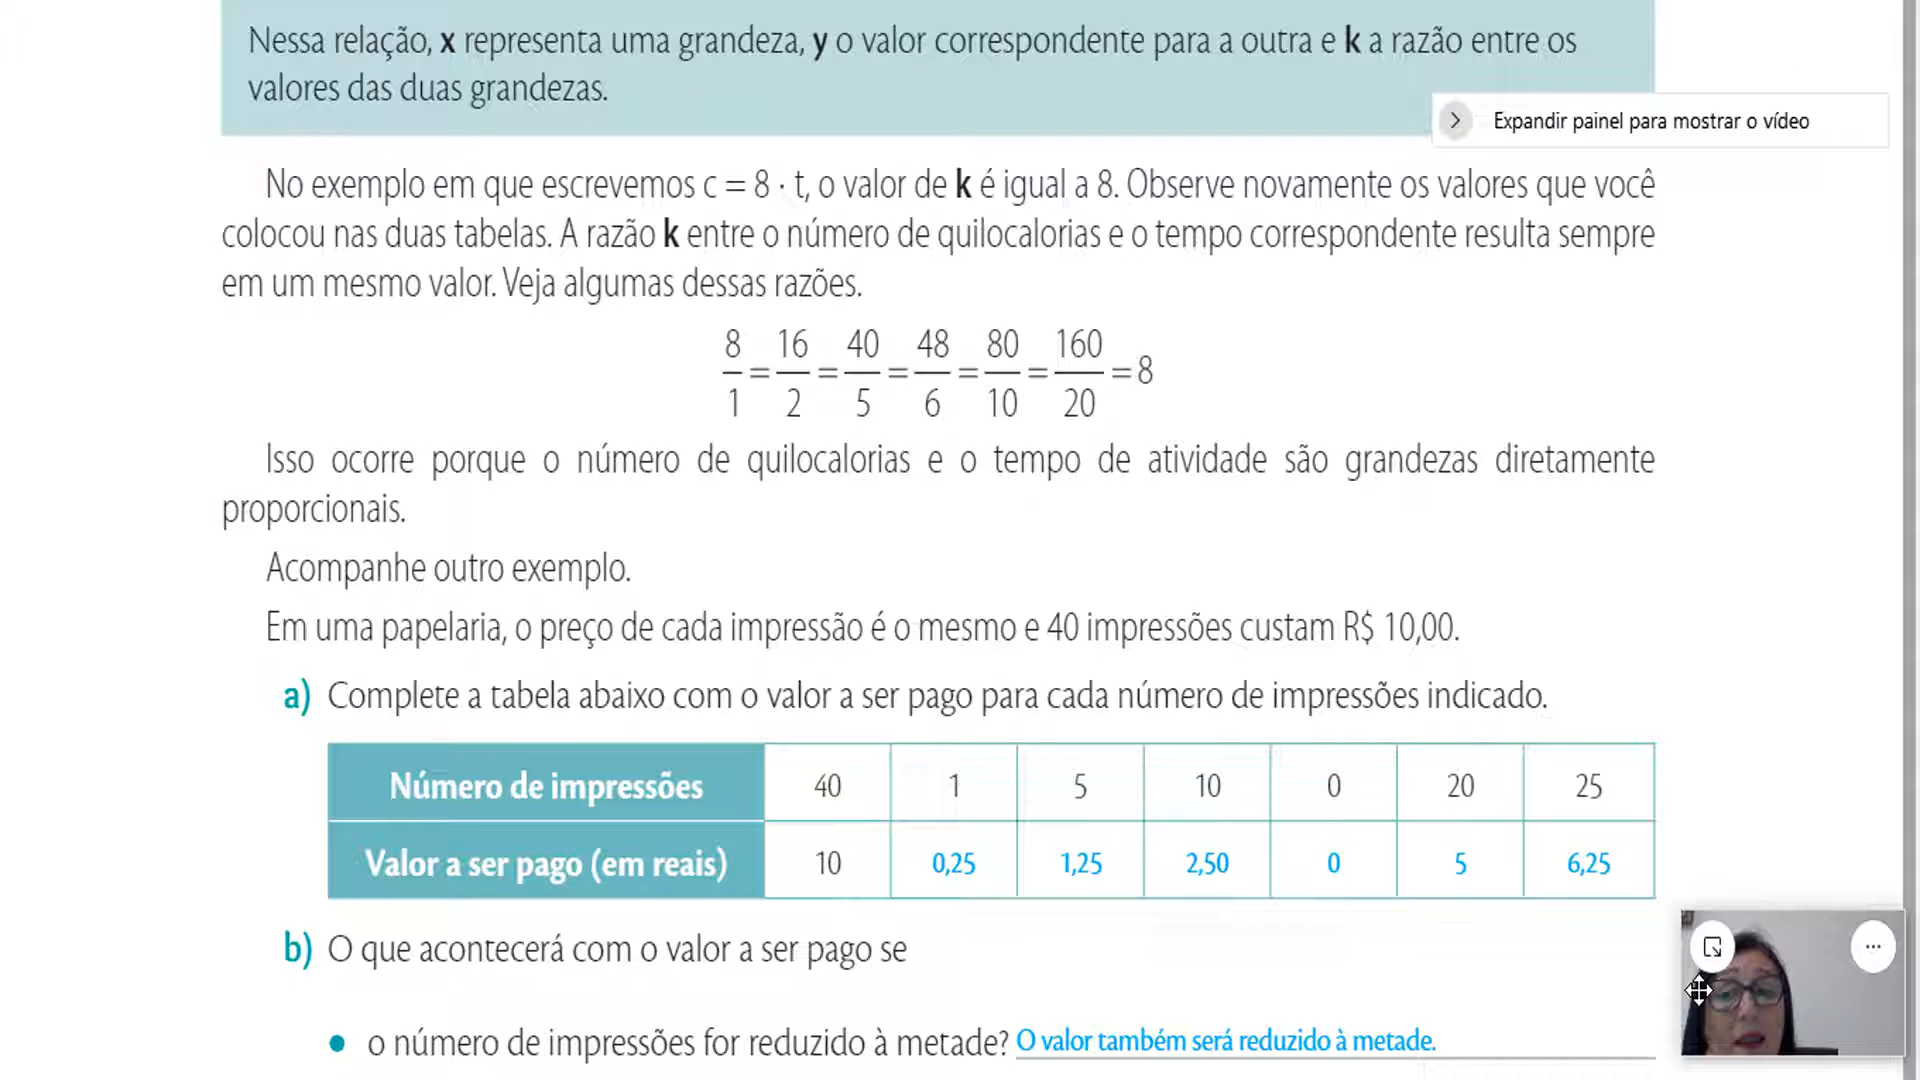 Nessa relação, x representa uma grandeza, y o valor correspondente para a outra e k a razão entre os
valores das duas grandezas.
Expandir painel para mostrar o vídeo
No exemplo em que escrevemos c = 8 · t, o valor de k é igual a 8. Observe novamente os valores que você
colocou nas duas tabelas. A razão k entre o número de quilocalorias e o tempo correspondente resulta sempre
em um mesmo valor. Veja algumas dessas razões.
8/1 = 16/2 = 40/5 = 48/6 = 80/10 = 160/20 = 8
Isso ocorre porque o número de quilocalorias e o tempo de atividade são grandezas diretamente
proporcionais.
Acompanhe outro exemplo.
Em uma papelaria, o preço de cada impressão é o mesmo e 40 impressões custam R$ 10,00.
a) Complete a tabela abaixo com o valor a ser pago para cada número de impressões indicado.
Número de impressões 40 1 5 10 0 20 25
Valor a ser pago (em reais) 10 0,25 1,25 2,50 0 5 6,25
b) O que acontecerá com o valor a ser pago se
• o número de impressões for reduzido à metade? O valor também será reduzido à metade.